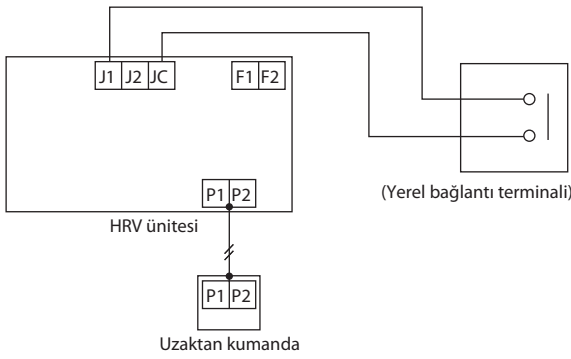 J1 J2 JC F1 F2
P1 P2
(Yerel bağlantı terminali)
HRV ünitesi
P1 P2
Uzaktan kumanda